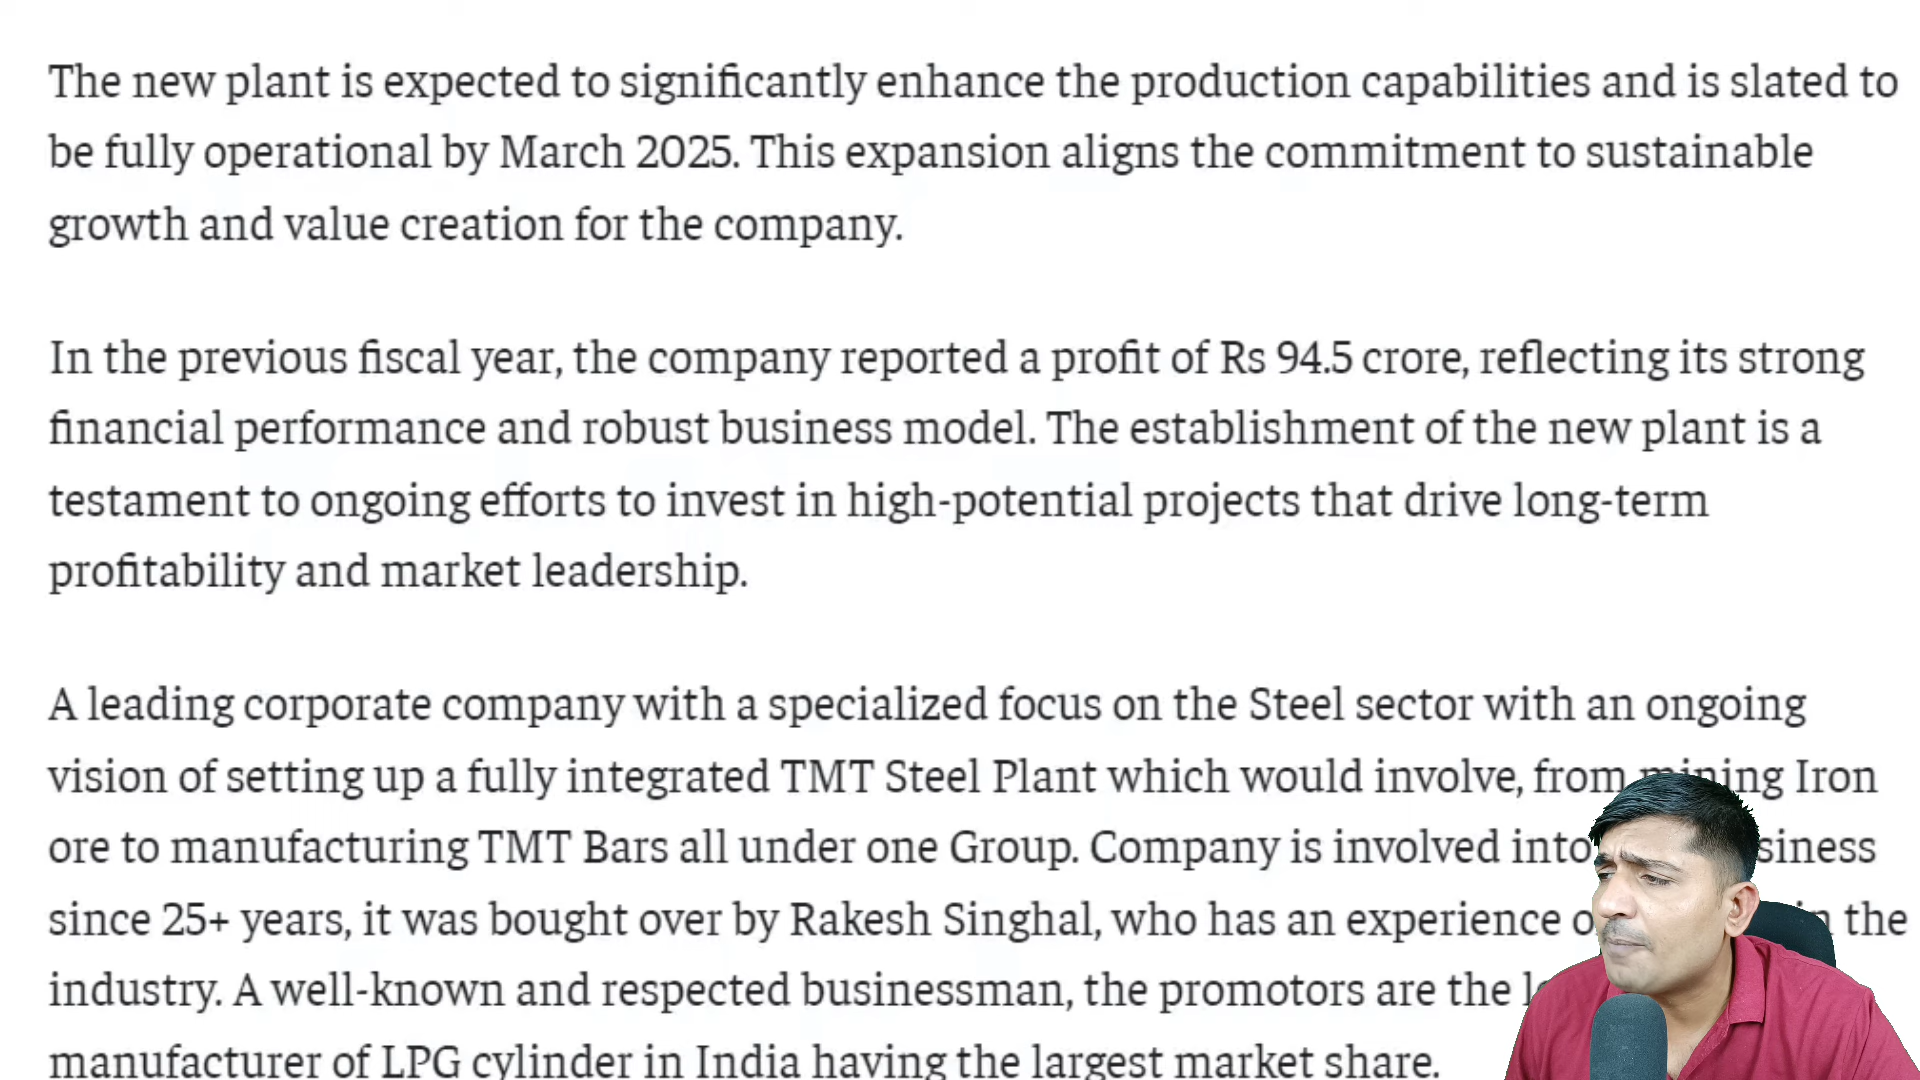 The new plant is expected to significantly enhance the production capabilities and is slated to
be fully operational by March 2025. This expansion aligns the commitment to sustainable
growth and value creation for the company.
In the previous fiscal year, the company reported a profit of Rs 94.5 crore, reflecting its strong
financial performance and robust business model. The establishment of the new plant is a
testament to ongoing efforts to invest in high-potential projects that drive long-term
profitability and market leadership.
A leading corporate company with a specialized focus on the Steel sector with an ongoing
vision of setting up a fully integrated TMT Steel Plant which would involve, from mining Iron
ore to manufacturing TMT Bars all under one Group. Company is involved into
since 25+ years, it was bought over by Rakesh Singhal, who has an experience the
industry. A well-known and respected businessman, the promotors are the
manufacturer of LPG cylinder in India having the largest market share.